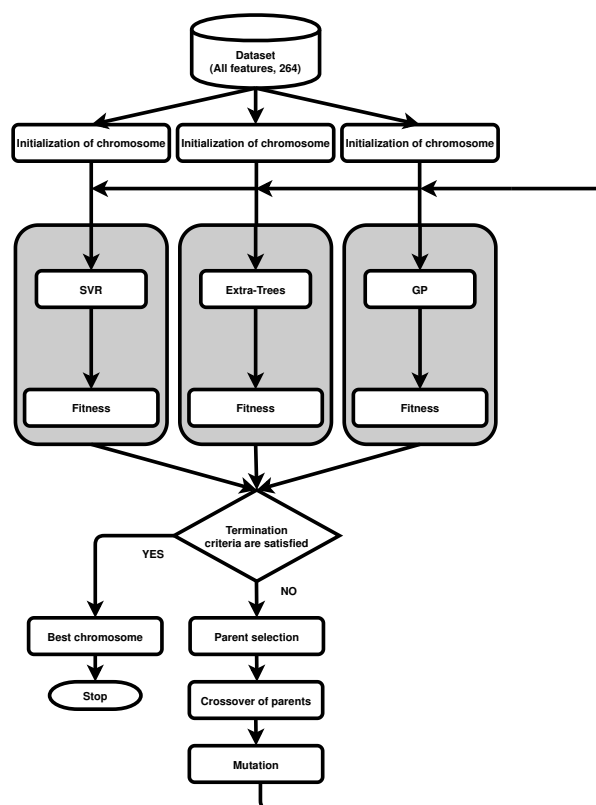 Dataset
(All features, 264)
Initialization of chromosome
Initialization of chromosome
Initialization of chromosome
SVR
Extra-Trees
GP
Fitness
Fitness
Fitness
Termination
criteria are satisfied
YES
NO
Best chromosome
Parent selection
Stop
Crossover of parents
Mutation